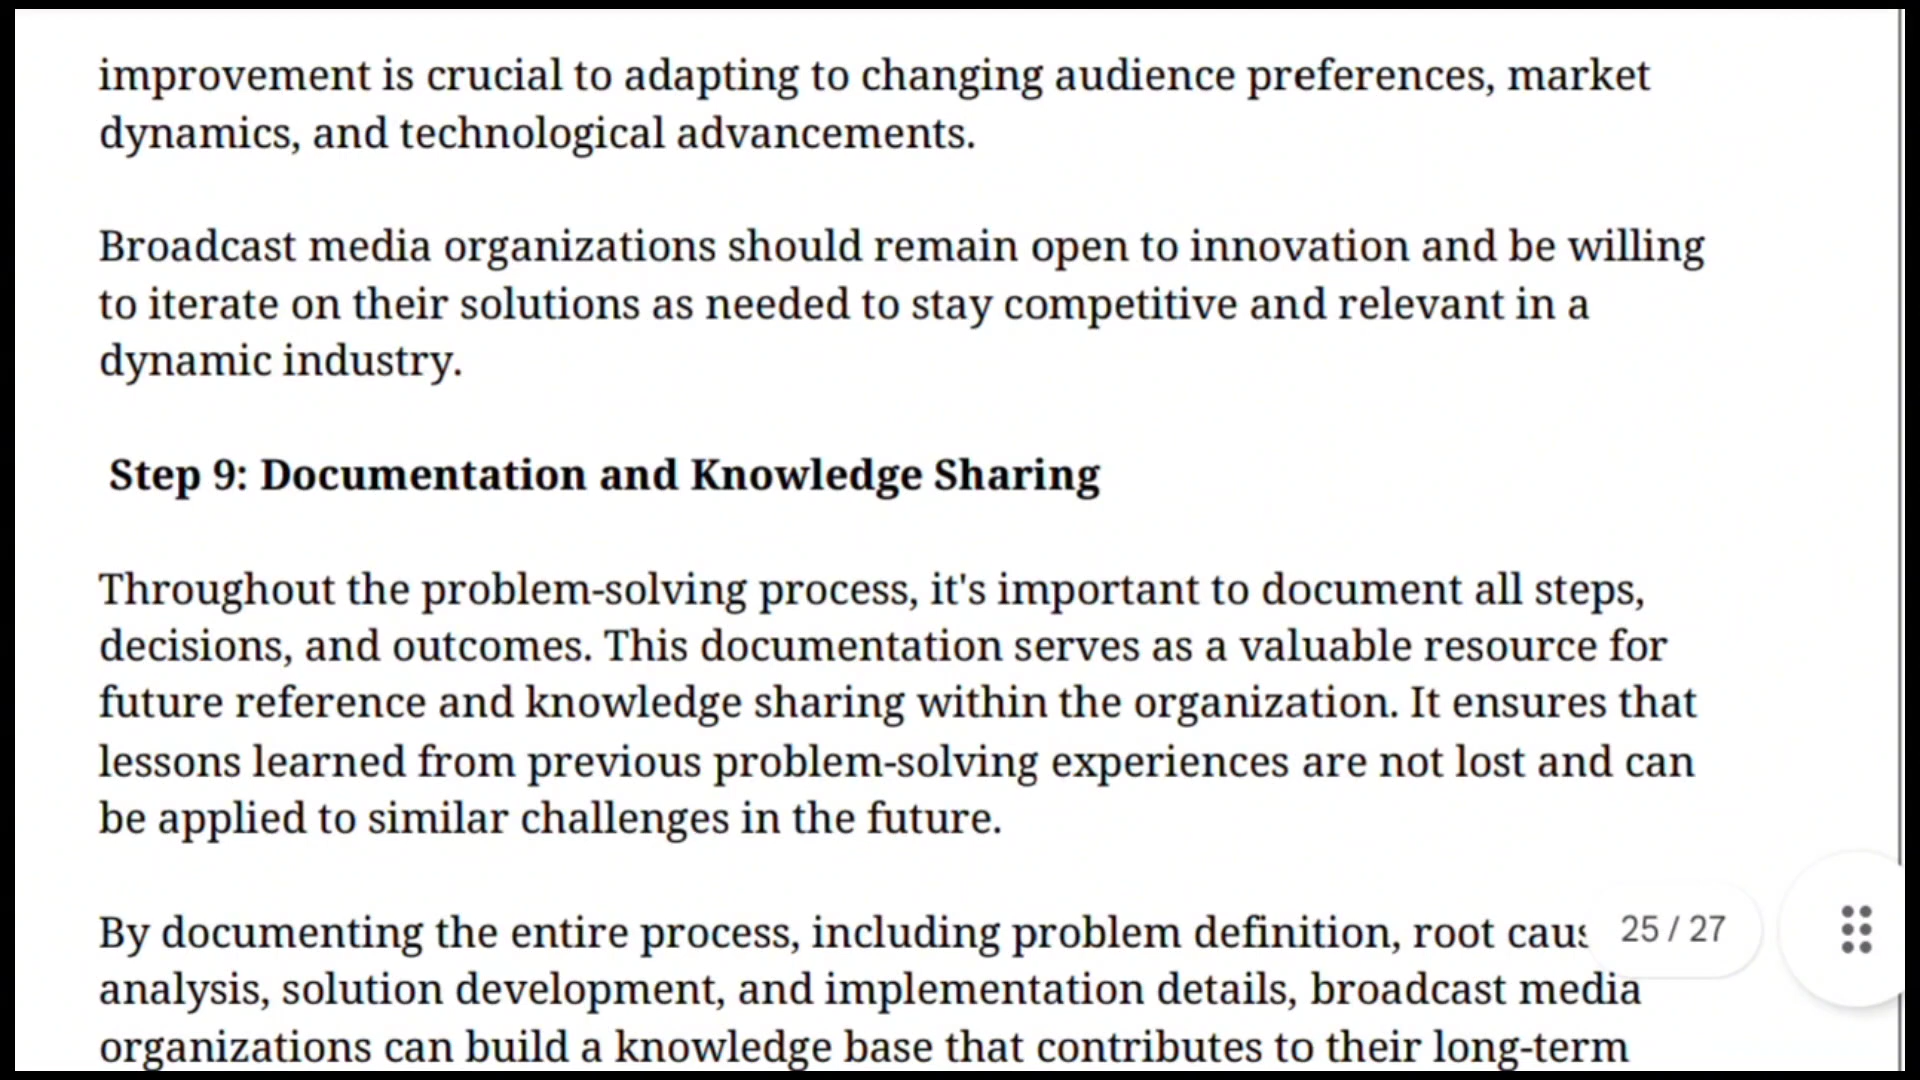 improvement is crucial to adapting to changing audience preferences, market
dynamics, and technological advancements.
Broadcast media organizations should remain open to innovation and be willing
to iterate on their solutions as needed to stay competitive and relevant in a
dynamic industry.
Step 9: Documentation and Knowledge Sharing
Throughout the problem-solving process, it's important to document all steps,
decisions, and outcomes. This documentation serves as a valuable resource for
future reference and knowledge sharing within the organization. It ensures that
lessons learned from previous problem-solving experiences are not lost and can
be applied to similar challenges in the future.
By documenting the entire process, including problem definition, root caus
25 / 27
analysis, solution development, and implementation details, broadcast media
organizations can build a knowledge base that contributes to their long-term